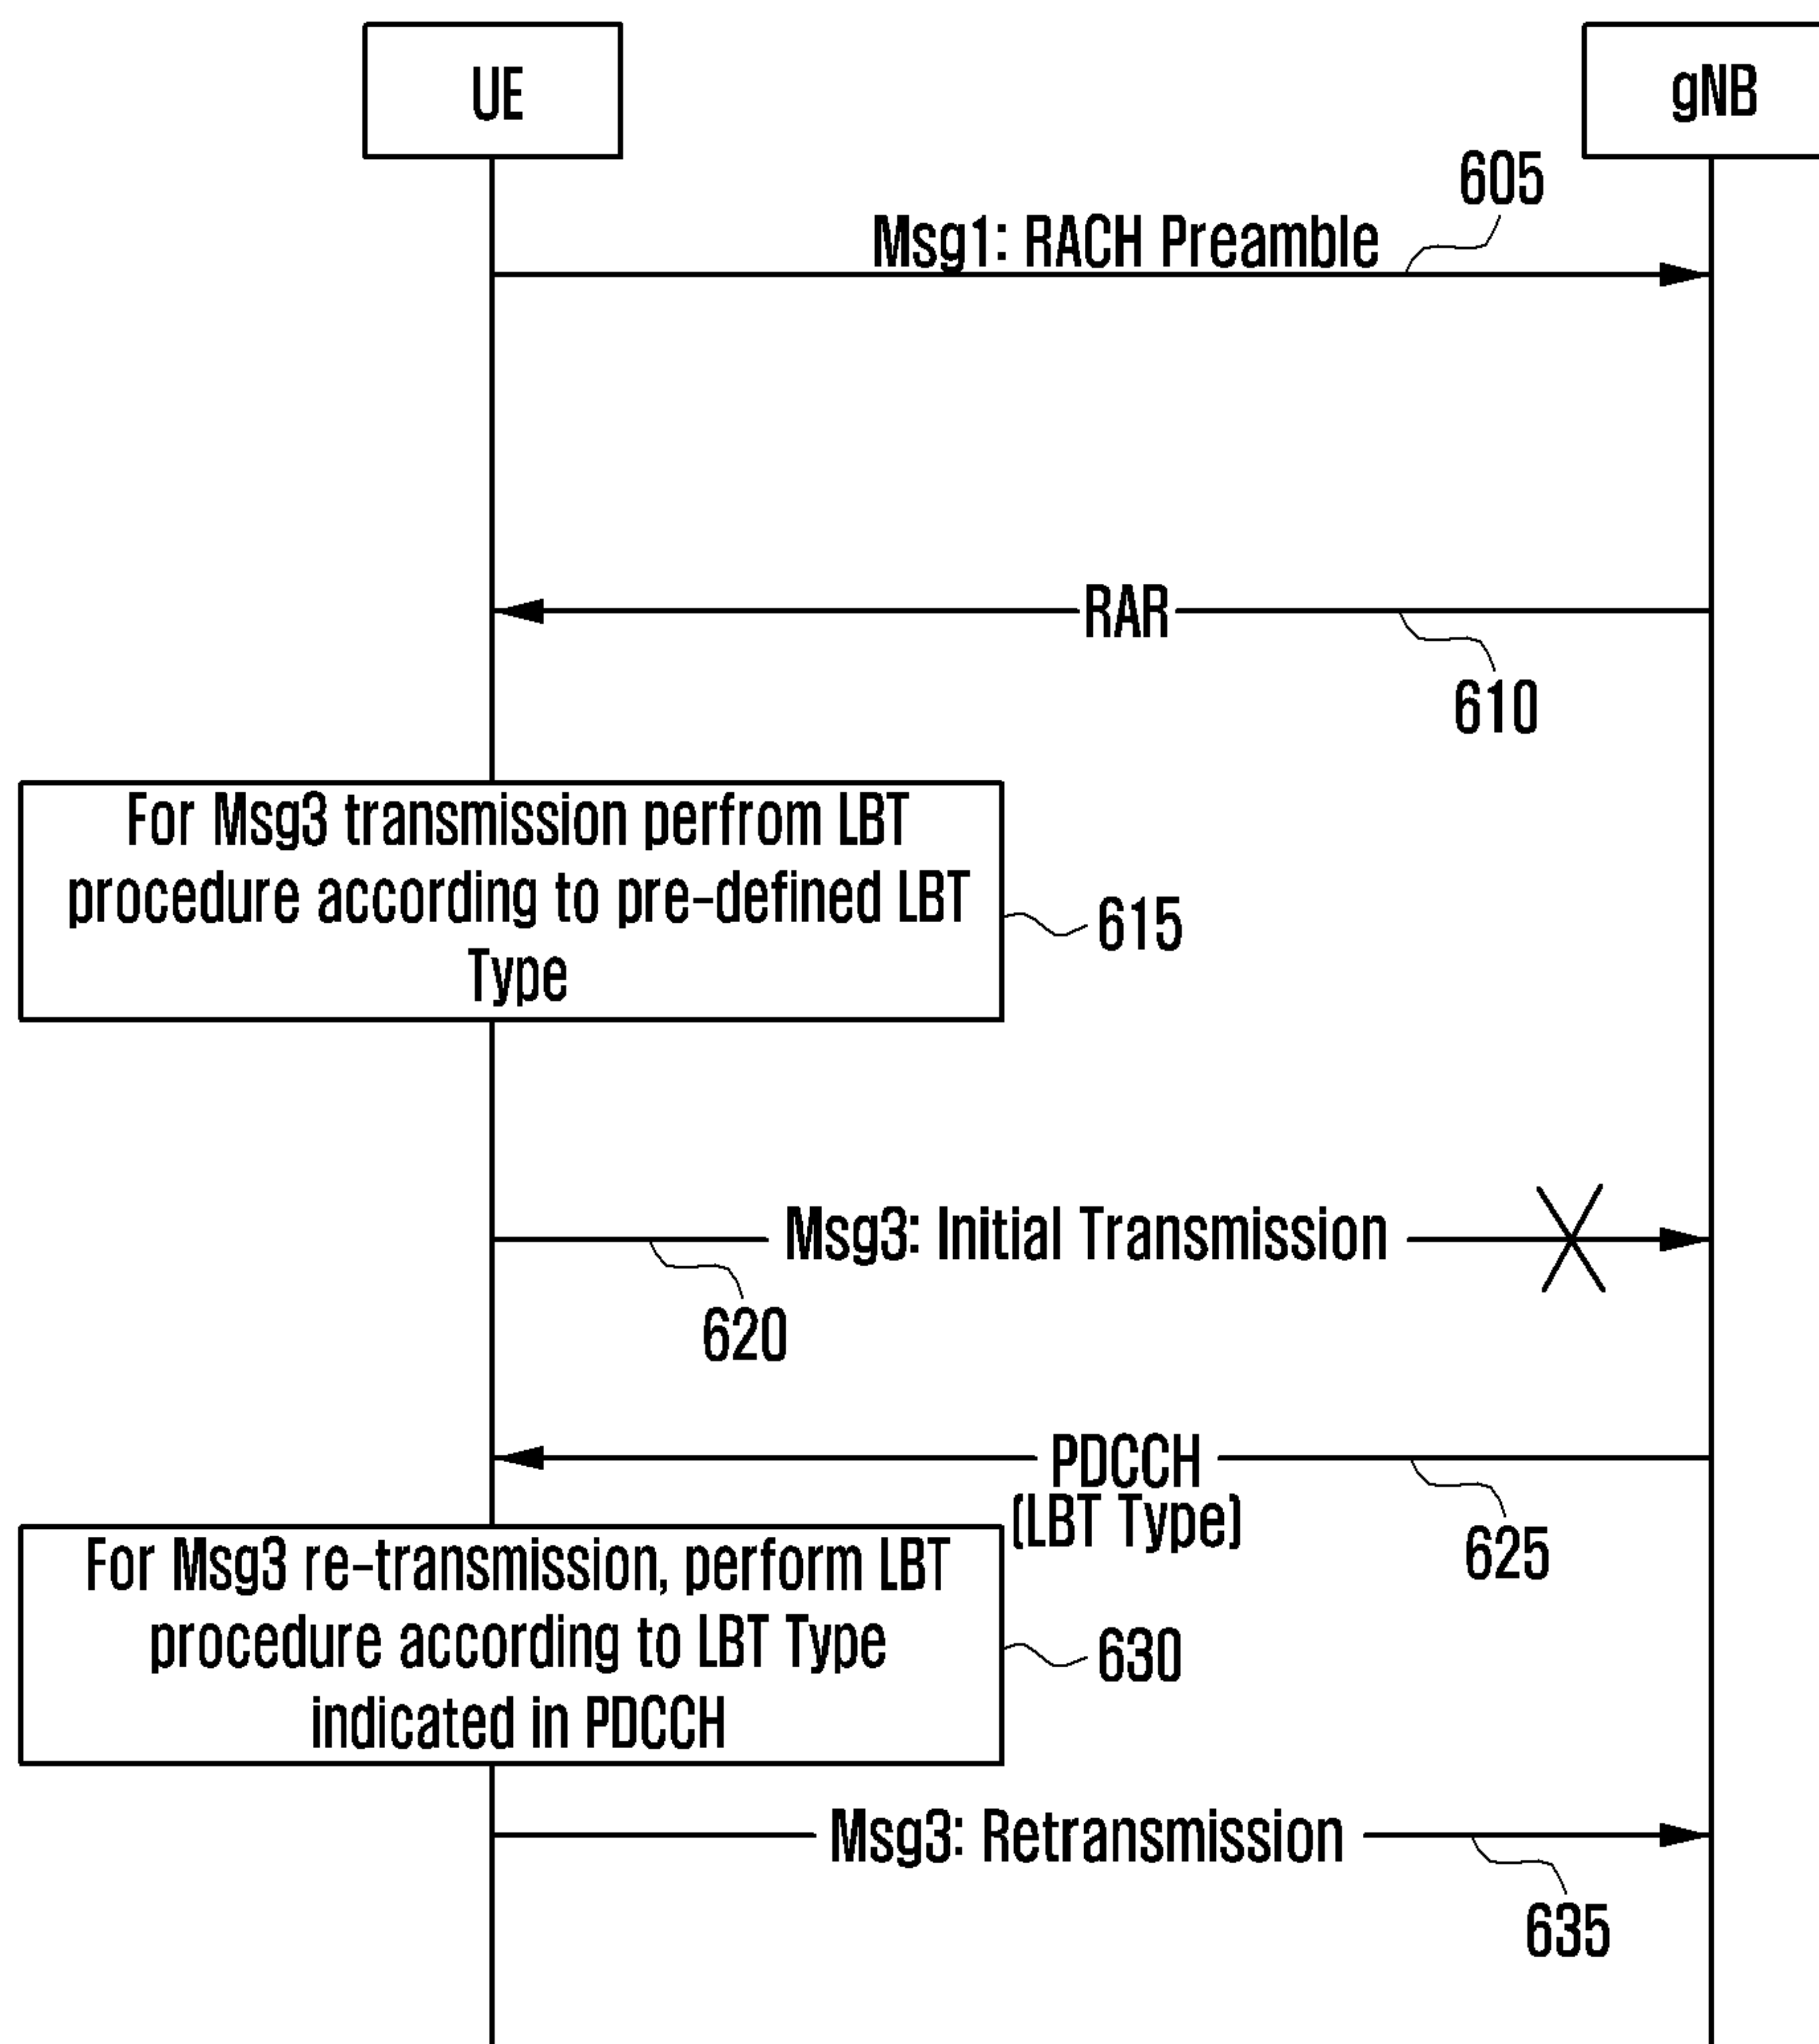 UE
gNB
605
Msg1: RACH Preamble
RAR
610
For Msg3 transmission perfrom LBT
procedure according to pre-defined LBT
Type
615
Msg3: Initial Transmission
620
PDCCH
(LBT Type)
625
For Msg3 re-transmission, perform LBT
procedure according to LBT Type
indicated in PDCCH
630
Msg3: Retransmission
635